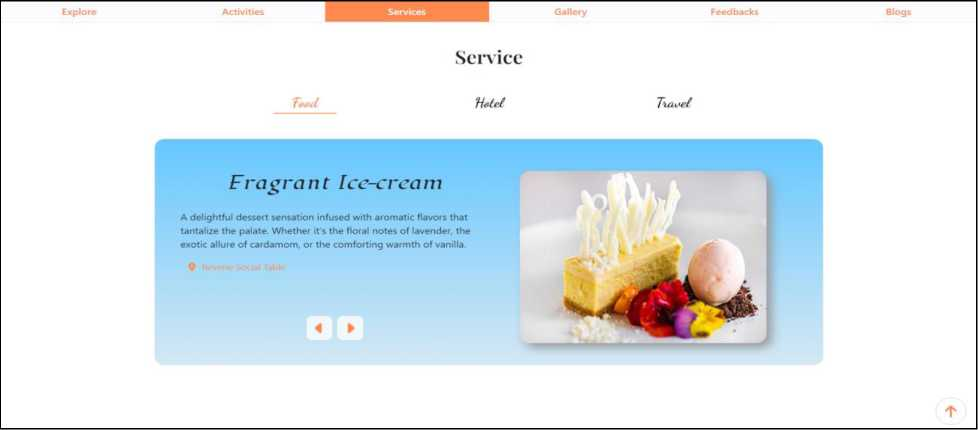 Explore Activities Services Gallery Feedbacks Blogs
Service
Food Hotel Travel
Fragrant Ice-cream
A delightful dessert sensation infused with aromatic flavors that
tantalize the palate. Whether it's the floral notes of lavender, the
exotic allure of cardamom, or the comforting warmth of vanilla.
Social Table